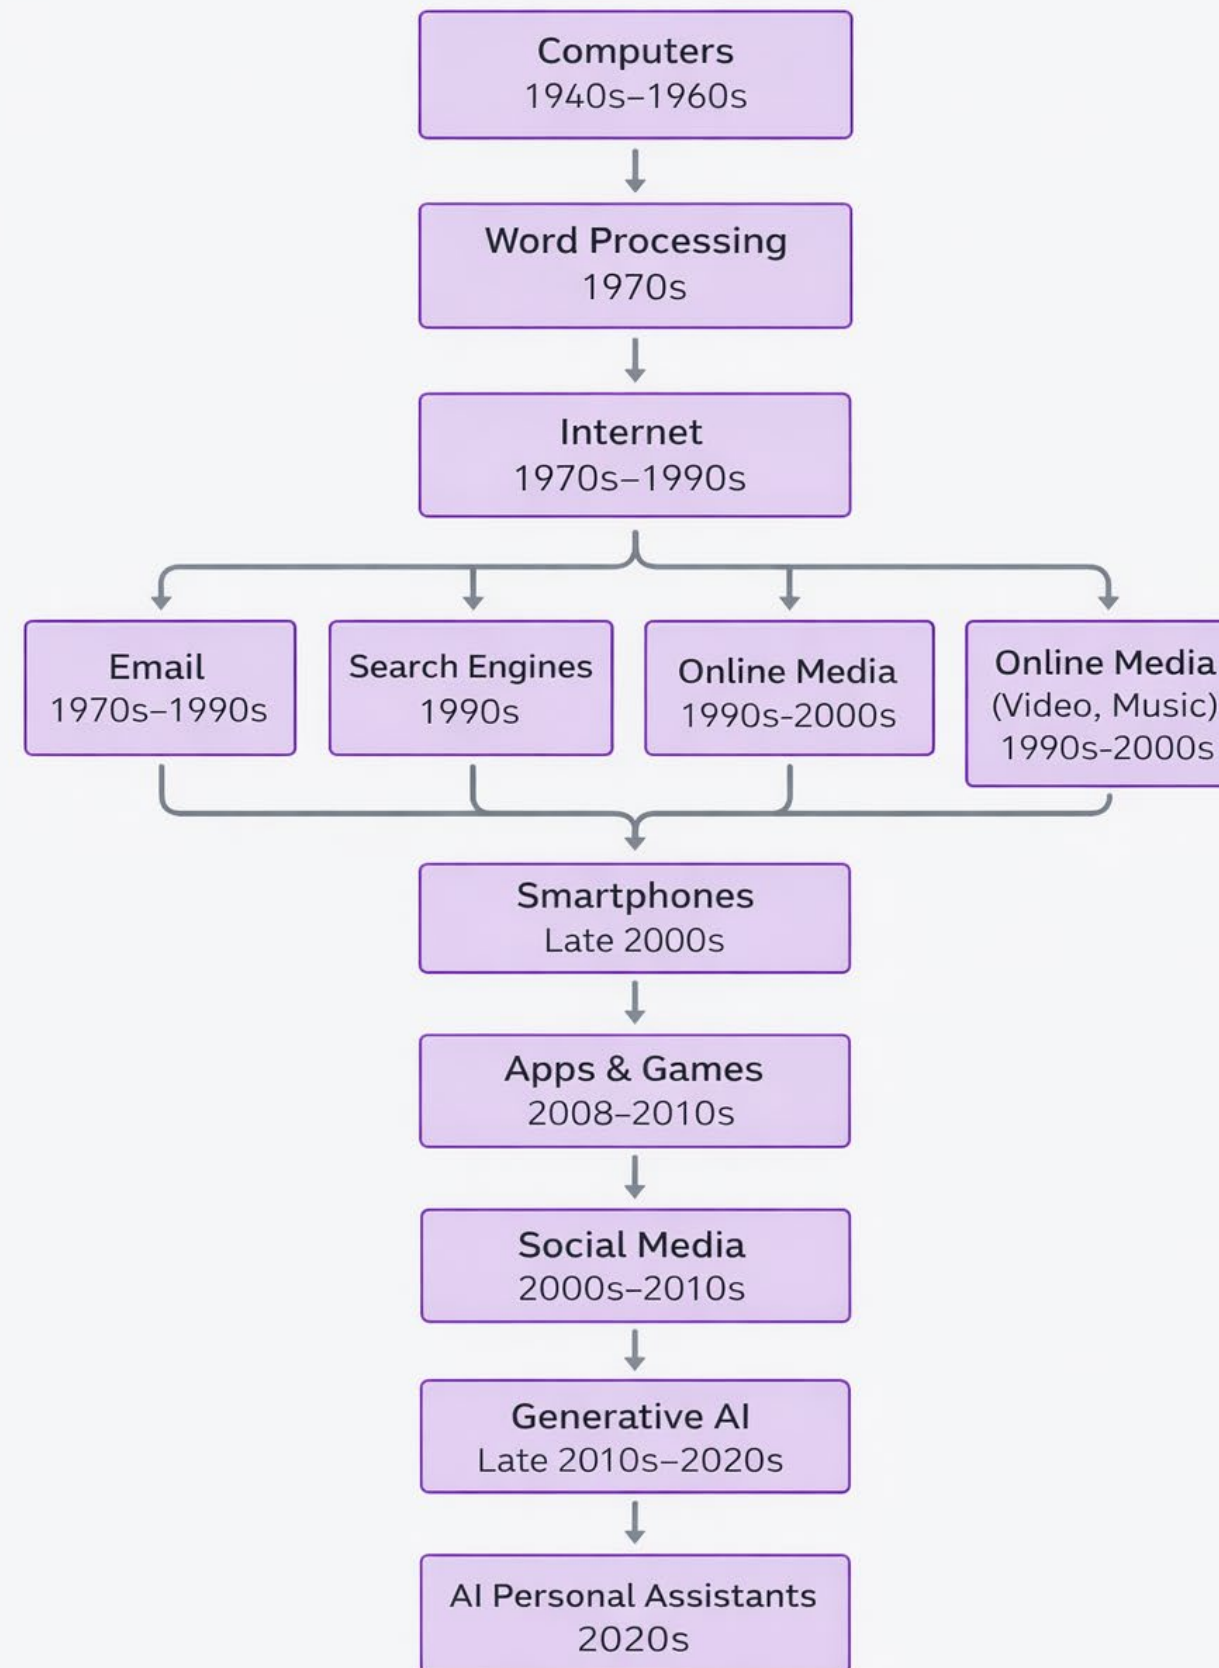 Computers
1940s–1960s
Word Processing
1970s
Internet
1970s–1990s
Email
1970s–1990s
Search Engines
1990s
Online Media
1990s-2000s
Online Media
(Video, Music)
1990s-2000s
Smartphones
Late 2000s
Apps & Games
2008–2010s
Social Media
2000s–2010s
Generative AI
Late 2010s–2020s
AI Personal Assistants
2020s